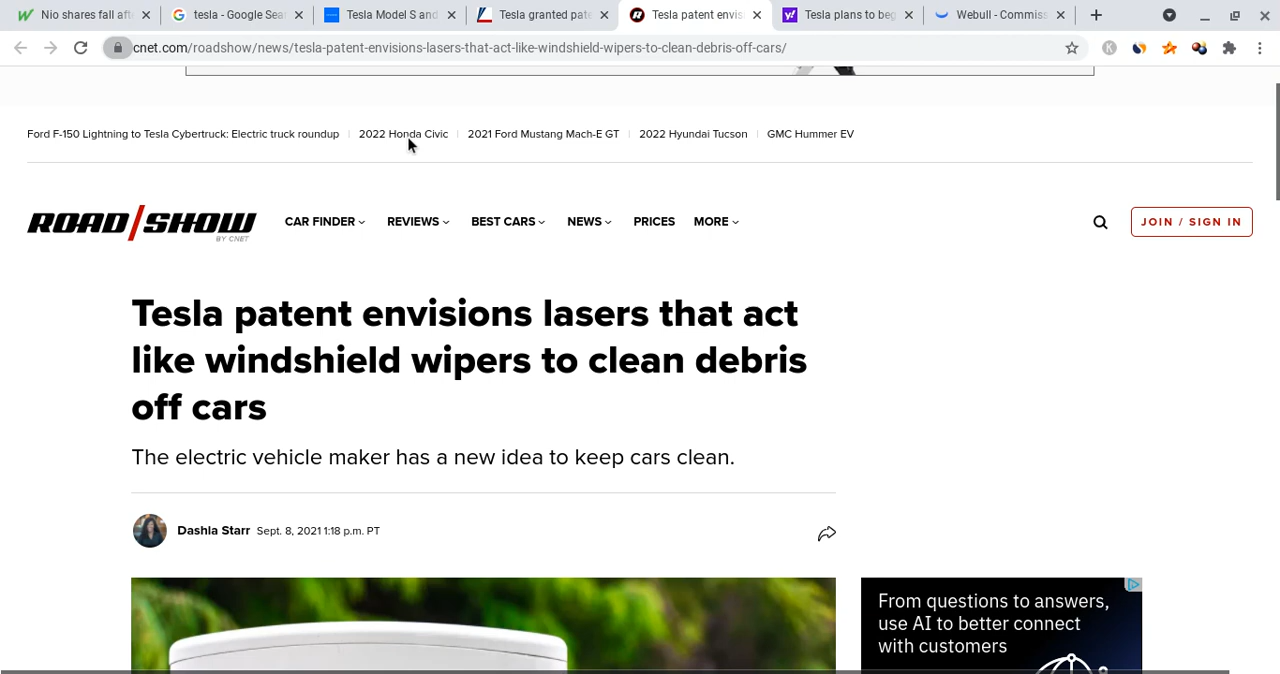 Nio shares fall aft
tesla - Google Sea
Tesla Model S and
Tesla granted pate
Tesla patent envis
Tesla plans to beg
Webull - Commiss
cnet.com/roadshow/news/tesla-patent-envisions-lasers-that-act-like-windshield-wipers-to-clean-debris-off-cars/
Ford F-150 Lightning to Tesla Cybertruck: Electric truck roundup
2022 Honda Civic
2021 Ford Mustang Mach-E GT
2022 Hyundai Tucson
GMC Hummer EV
ROAD/SHOW
BY CNET
CAR FINDER
REVIEWS
BEST CARS
NEWS
PRICES
MORE
JOIN / SIGN IN
Tesla patent envisions lasers that act
like windshield wipers to clean debris
off cars
The electric vehicle maker has a new idea to keep cars clean.
Dashla Starr Sept. 8, 2021 1:18 p.m. PT
From questions to answers,
use AI to better connect
with customers